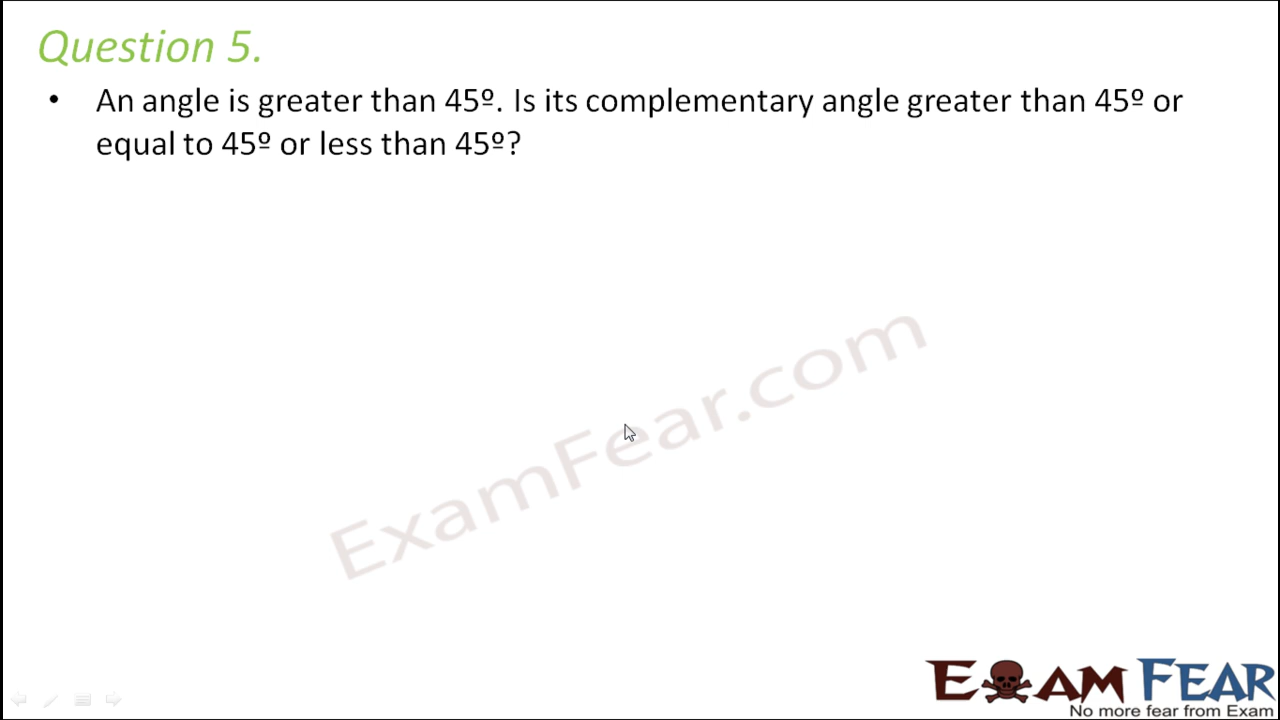 Question 5.
• An angle is greater than 45º. Is its complementary angle greater than 45º or
equal to 45º or less than 45º?
ExamFear.com
EXAM FEAR
No more fear from Exam